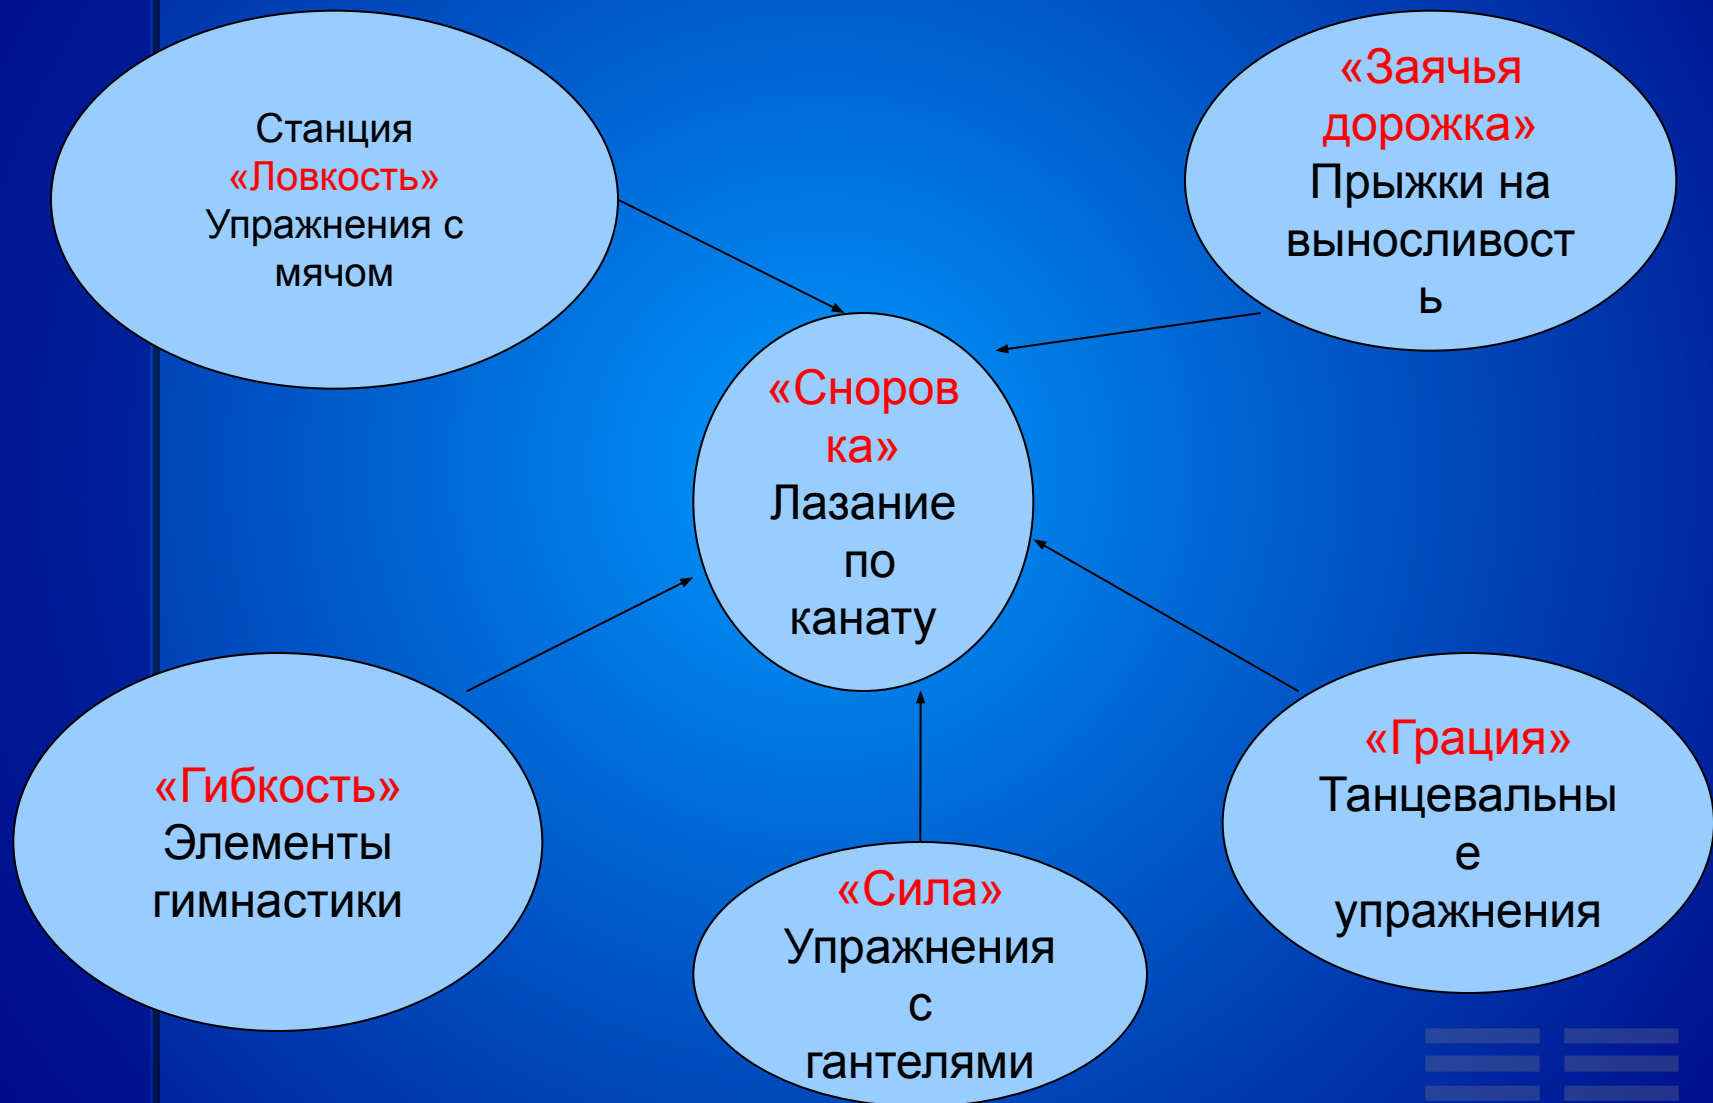 Станция
«Ловкость»
Упражнения с
мячом
«Заячья
дорожка»
Прыжки на
выносливост
ь
«Сноров
ка»
Лазание
по
канату
«Гибкость»
Элементы
гимнастики
«Сила»
Упражнения
с
гантелями
«Грация»
Танцевальны
е
упражнения